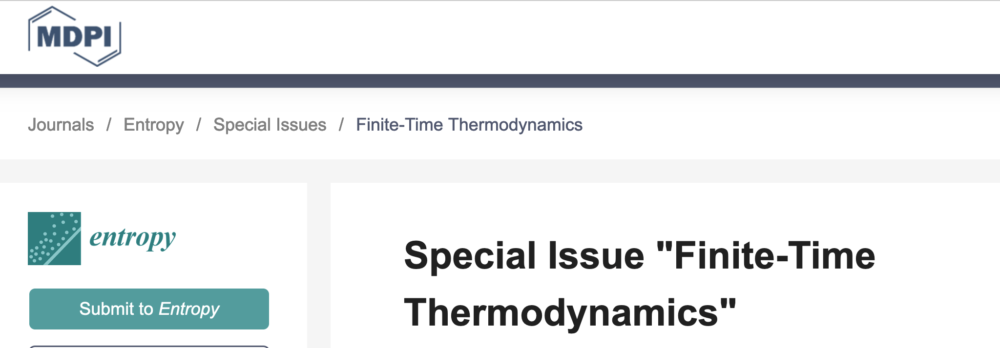 MDPI
Journals / Entropy / Special Issues / Finite-Time Thermodynamics
entropy
Submit to Entropy
Special Issue "Finite-Time
Thermodynamics"